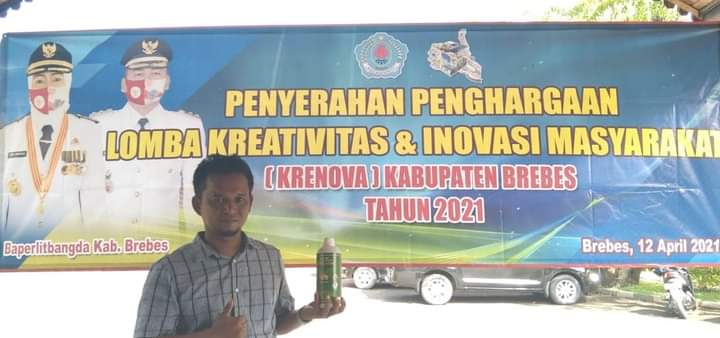 PENYERAHAN PENGHARGAAN
LOMBA KREATIVITAS & INOVASI MASYARAKAT
( KRENOVA ) KABUPATEN BREBES
TAHUN 2021
Baperlitbangda Kab. Brebes
Brebes, 12 April 2021